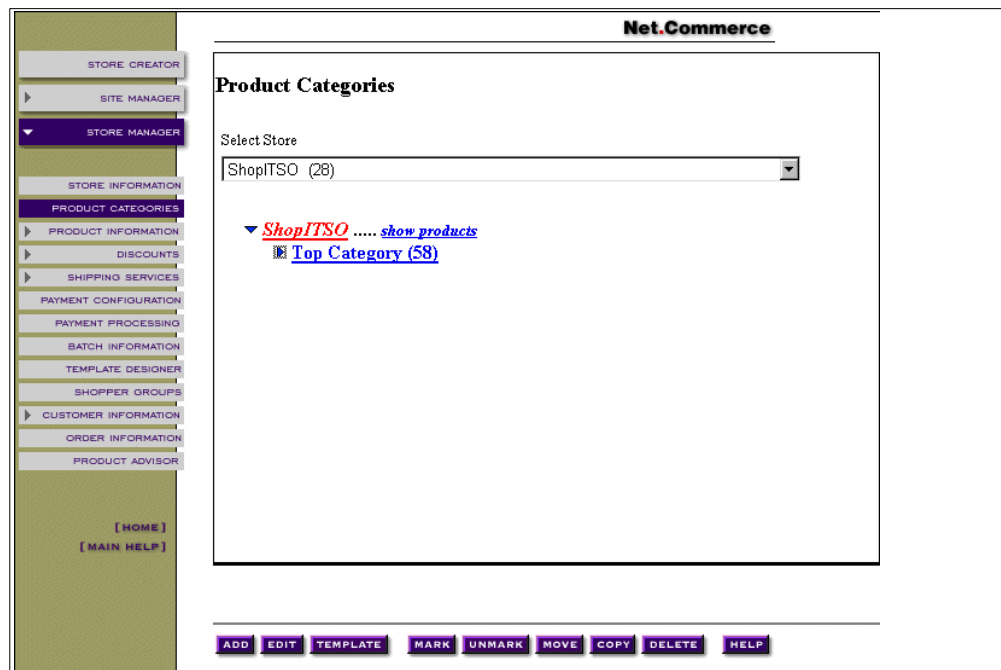 Net.Commerce
STORE CREATOR
SITE MANAGER
STORE MANAGER
STORE INFORMATION
PRODUCT CATEGORIES
PRODUCT INFORMATION
DISCOUNTS
SHIPPING SERVICES
PAYMENT CONFIGURATION
PAYMENT PROCESSING
BATCH INFORMATION
TEMPLATE DESIGNER
SHOPPER GROUPS
CUSTOMER INFORMATION
ORDER INFORMATION
PRODUCT ADVISOR
[HOME]
[MAIN HELP]
Product Categories
Select Store
ShopITSO (28)
ShopITSO ..... show products
Top Category (58)
ADD EDIT TEMPLATE MARK UNMARK MOVE COPY DELETE HELP